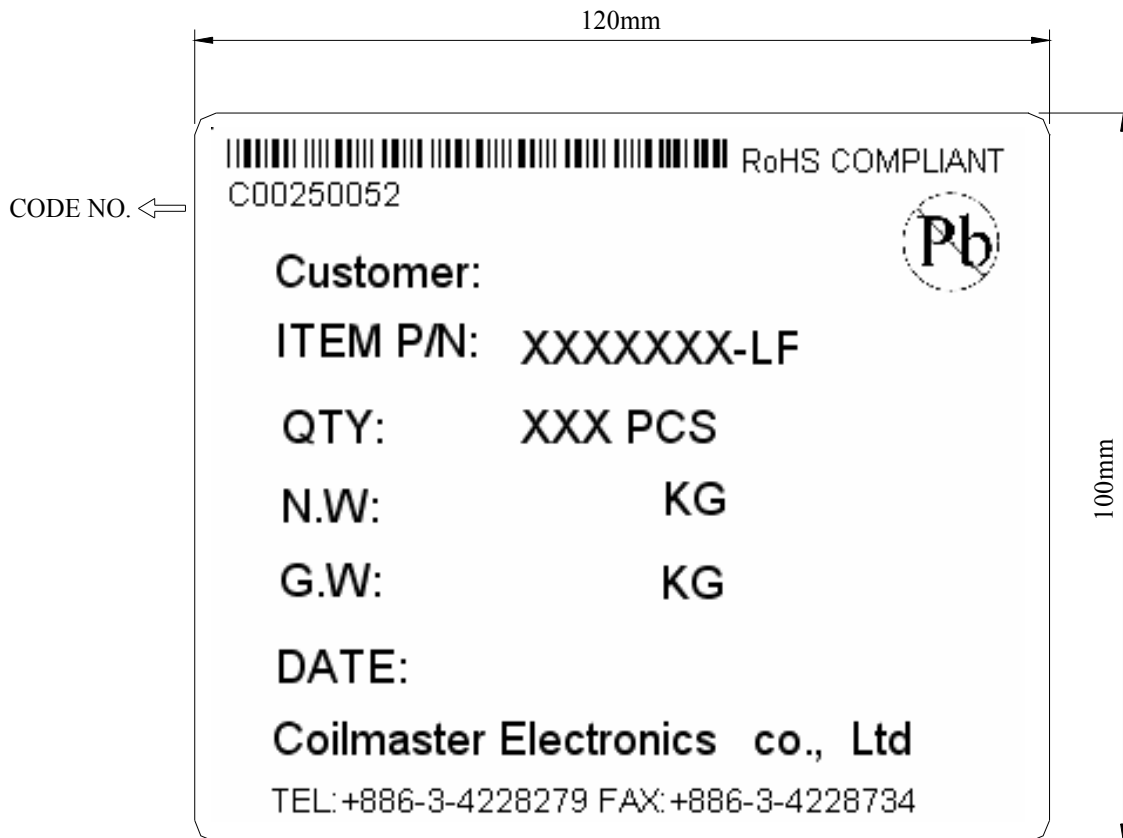 120mm
RoHS COMPLIANT
C00250052
CODE NO.
Pb
Customer:
ITEM P/N: XXXXXXX-LF
QTY: XXX PCS
N.W: KG
G.W: KG
100mm
DATE:
Coilmaster Electronics co., Ltd
TEL:+886-3-4228279 FAX:+886-3-4228734